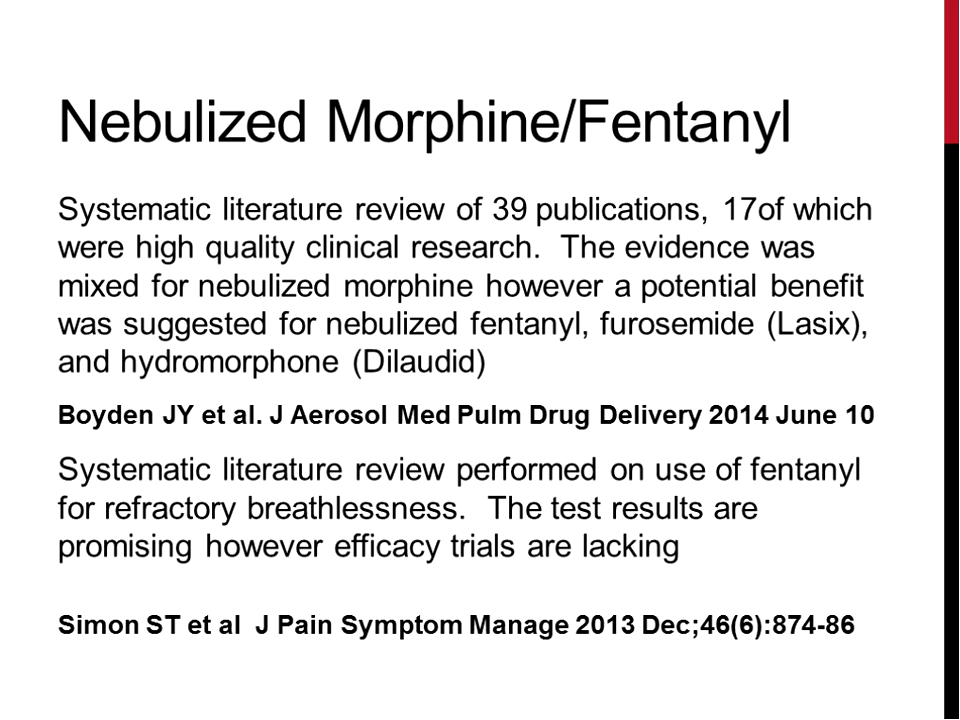 Nebulized Morphine/Fentanyl
Systematic literature review of 39 publications, 17of which
were high quality clinical research.  The evidence was
mixed for nebulized morphine however a potential benefit
was suggested for nebulized fentanyl, furosemide (Lasix),
and hydromorphone (Dilaudid)
Boyden JY et al. J Aerosol Med Pulm Drug Delivery 2014 June 10
Systematic literature review performed on use of fentanyl
for refractory breathlessness.  The test results are
promising however efficacy trials are lacking
Simon ST et al  J Pain Symptom Manage 2013 Dec;46(6):874-86